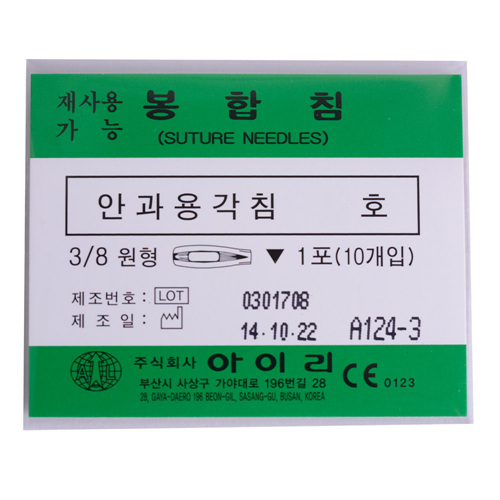 재사용 가능 봉합침
(SUTURE NEEDLES)
안과용각침 호
3/8 원형 ▼ 1포(10개입)
제조번호: LOT 0301708
제조일: 14·10·22 A124-3
주식회사 아이리
부산시 사상구 가야대로 196번길 28 CE 0123
28, GAYA-DAERO 196 BEON-GIL, SASANG-GU, BUSAN, KOREA